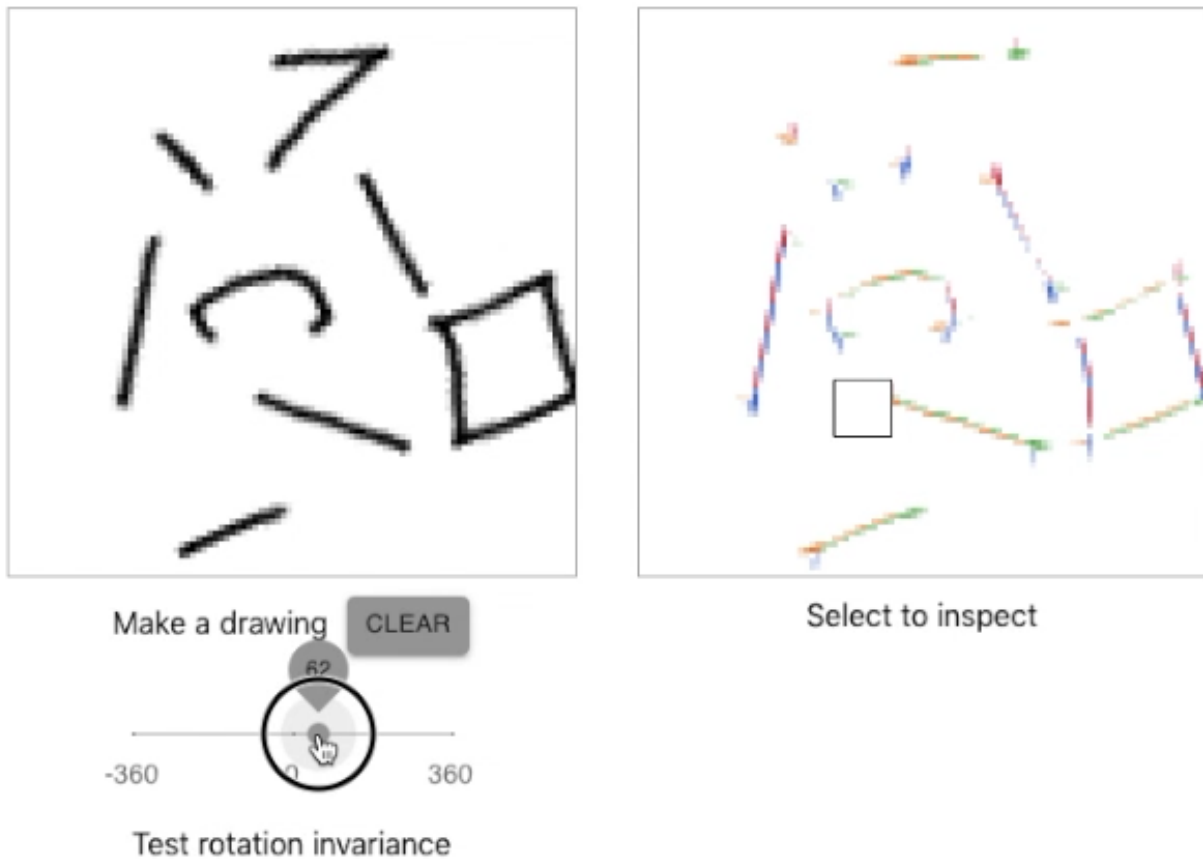 Make a drawing CLEAR
Select to inspect
62
-360 0 360
Test rotation invariance